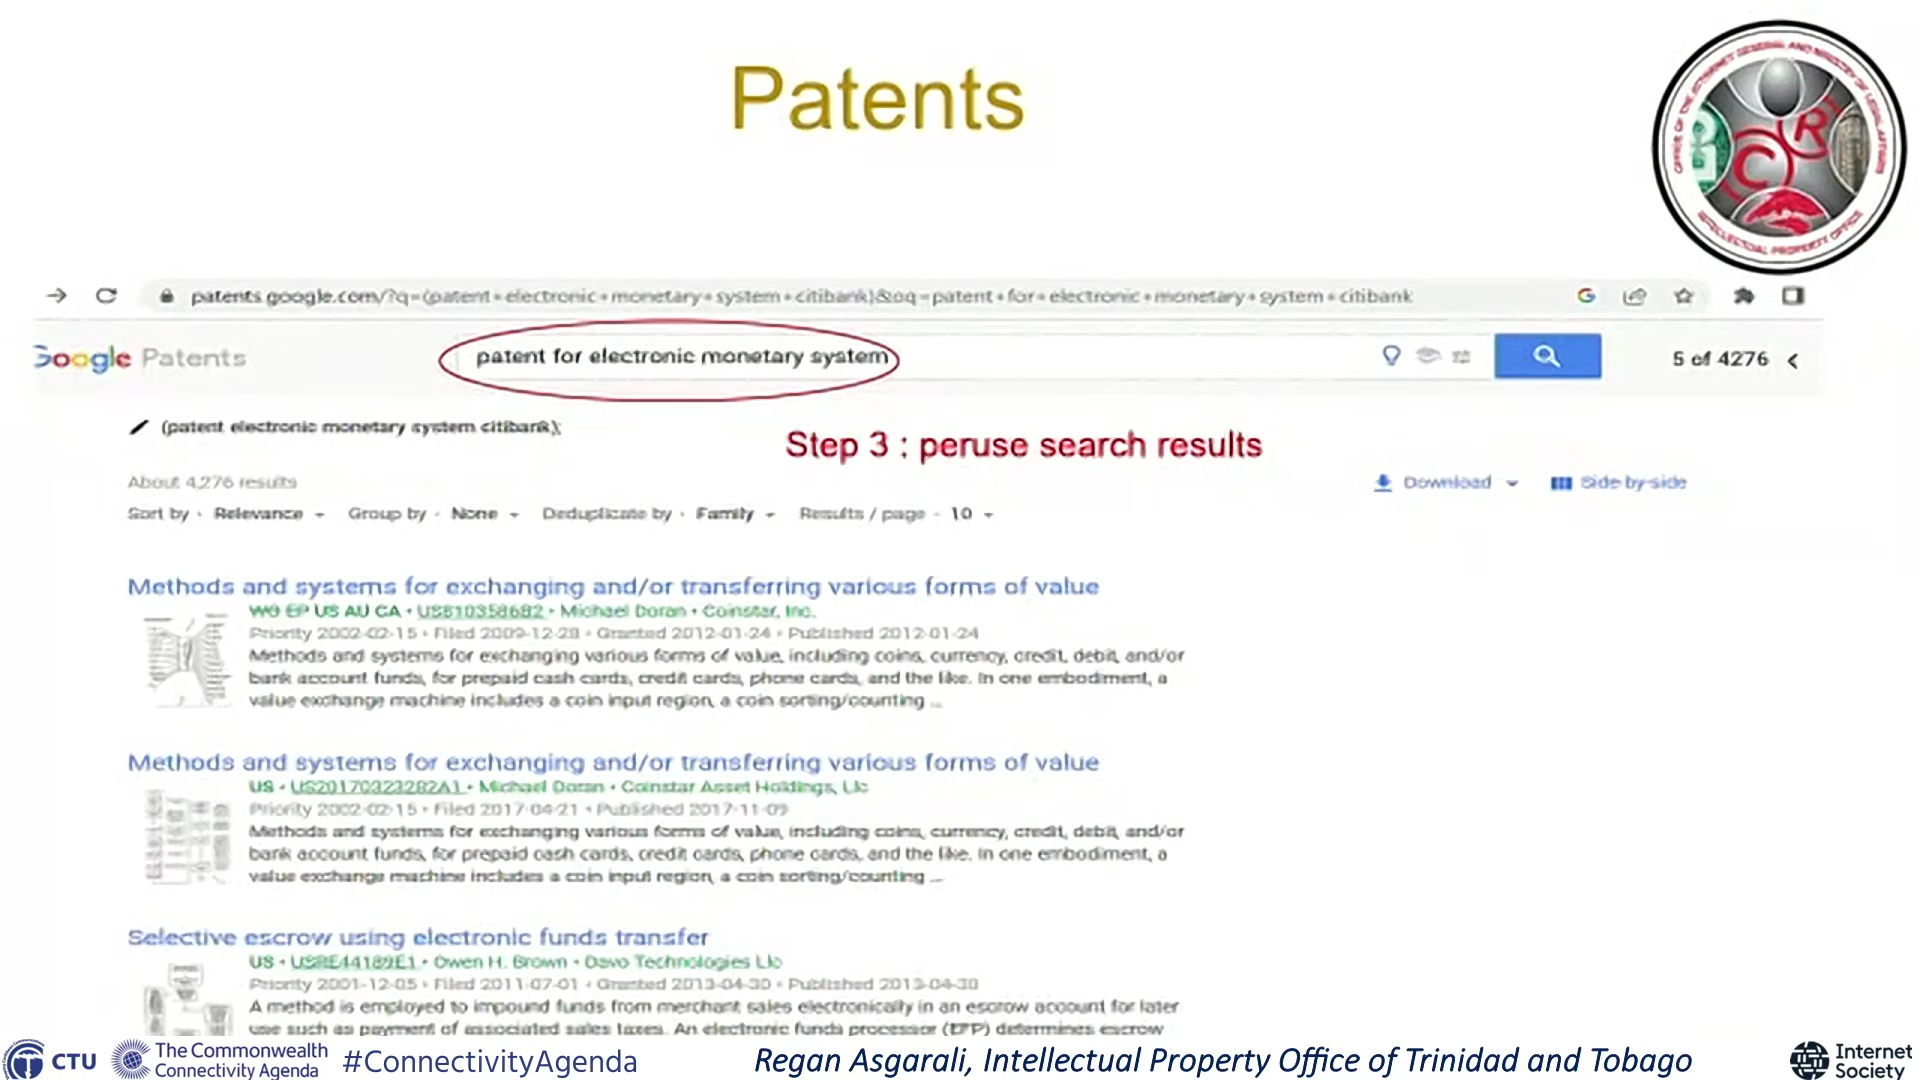 Patents
OFFICE OF THE ATTORNEY GENERAL AND MINISTRY OF LEGAL AFFAIRS
INTELLECTUAL PROPERTY OFFICE
C R
patents.google.com/?q=(patent+electronic+monetary+system+citibank)&oq=patent+for+electronic+monetary+system+citibank
Google Patents
patent for electronic monetary system
5 of 4276
(patent electronic monetary system citibank);
Step 3 : peruse search results
About 4,276 results
Download
Side-by-side
Sort by · Relevance Group by · None Deduplicate by · Family Results / page · 10
Methods and systems for exchanging and/or transferring various forms of value
WO EP US AU CA • US8103586B2 • Michael Doran • Coinstar, Inc.
Priority 2002-02-15 • Filed 2009-12-28 • Granted 2012-01-24 • Published 2012-01-24
Methods and systems for exchanging various forms of value, including coins, currency, credit, debit, and/or
bank account funds, for prepaid cash cards, credit cards, phone cards, and the like. In one embodiment, a
value exchange machine includes a coin input region, a coin sorting/counting ...
Methods and systems for exchanging and/or transferring various forms of value
US • US20170323282A1 • Michael Doran • Coinstar Asset Holdings, Llc
Priority 2002-02-15 • Filed 2017-04-21 • Published 2017-11-09
Methods and systems for exchanging various forms of value, including coins, currency, credit, debit, and/or
bank account funds, for prepaid cash cards, credit cards, phone cards, and the like. In one embodiment, a
value exchange machine includes a coin input region, a coin sorting/counting ...
Selective escrow using electronic funds transfer
US • USRE44189E1 • Owen H. Brown • Davo Technologies Llc
Priority 2001-12-05 • Filed 2011-07-01 • Granted 2013-04-30 • Published 2013-04-30
A method is employed to impound funds from merchant sales electronically in an escrow account for later
use such as payment of associated sales taxes. An electronic funds processor (EFP) determines escrow
CTU
The Commonwealth
Connectivity Agenda
#ConnectivityAgenda
Regan Asgarali, Intellectual Property Office of Trinidad and Tobago
Internet
Society